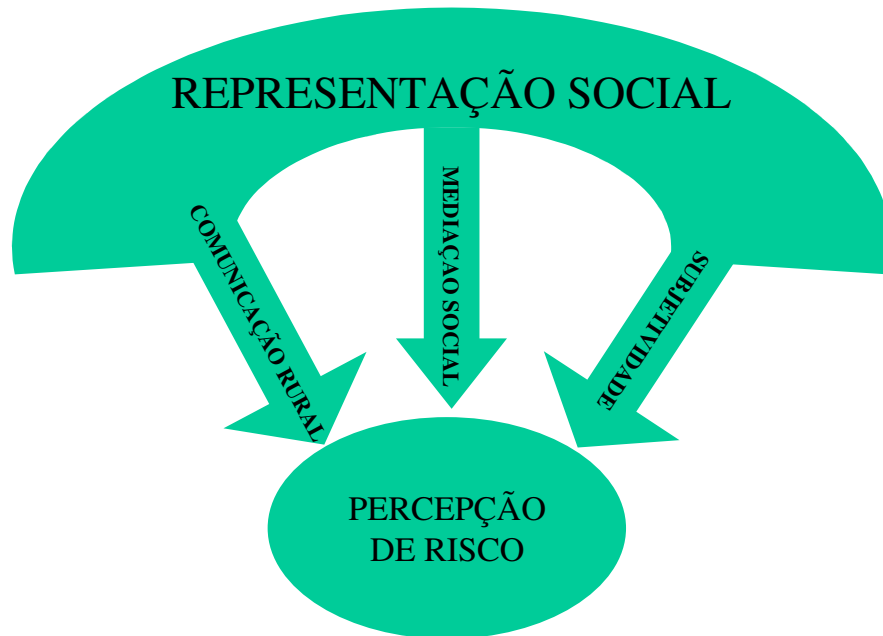 REPRESENTAÇÃO SOCIAL
COMUNICAÇÃO RURAL
MEDIAÇAO SOCIAL
SUBJETIVIDADE
PERCEPÇÃO
DE RISCO